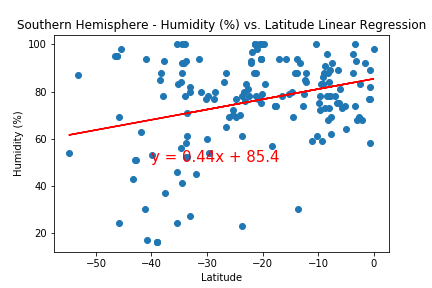 Southern Hemisphere - Humidity (%) vs. Latitude Linear Regression
100
80
60
40
20
Humidity (%)
y = 0.44x + 85.4
−50 −40 −30 −20 −10 0
Latitude